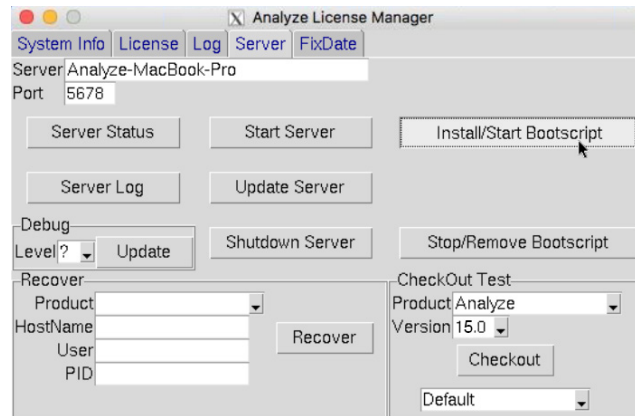 Analyze License Manager
System Info License Log Server FixDate
Server Analyze-MacBook-Pro
Port 5678
Server Status Start Server Install/Start Bootscript
Server Log Update Server
Debug
Level ? Update Shutdown Server Stop/Remove Bootscript
Recover CheckOut Test
Product Product Analyze
HostName Version 15.0
Recover
User Checkout
PID
Default